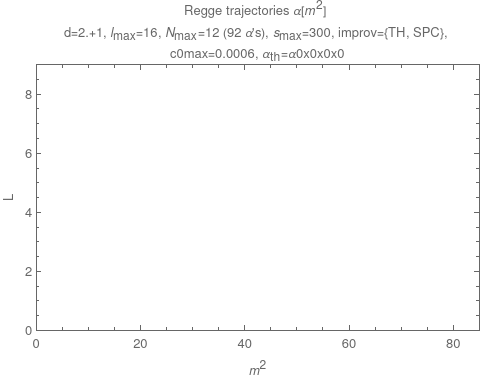 Regge trajectories α[m²]
d=2.+1, lmax=16, Nmax=12 (92 α's), smax=300, improv={TH, SPC},
c0max=0.0006, αth=α0x0x0x0
8
6
L
4
2
0
0 20 40 60 80
m²